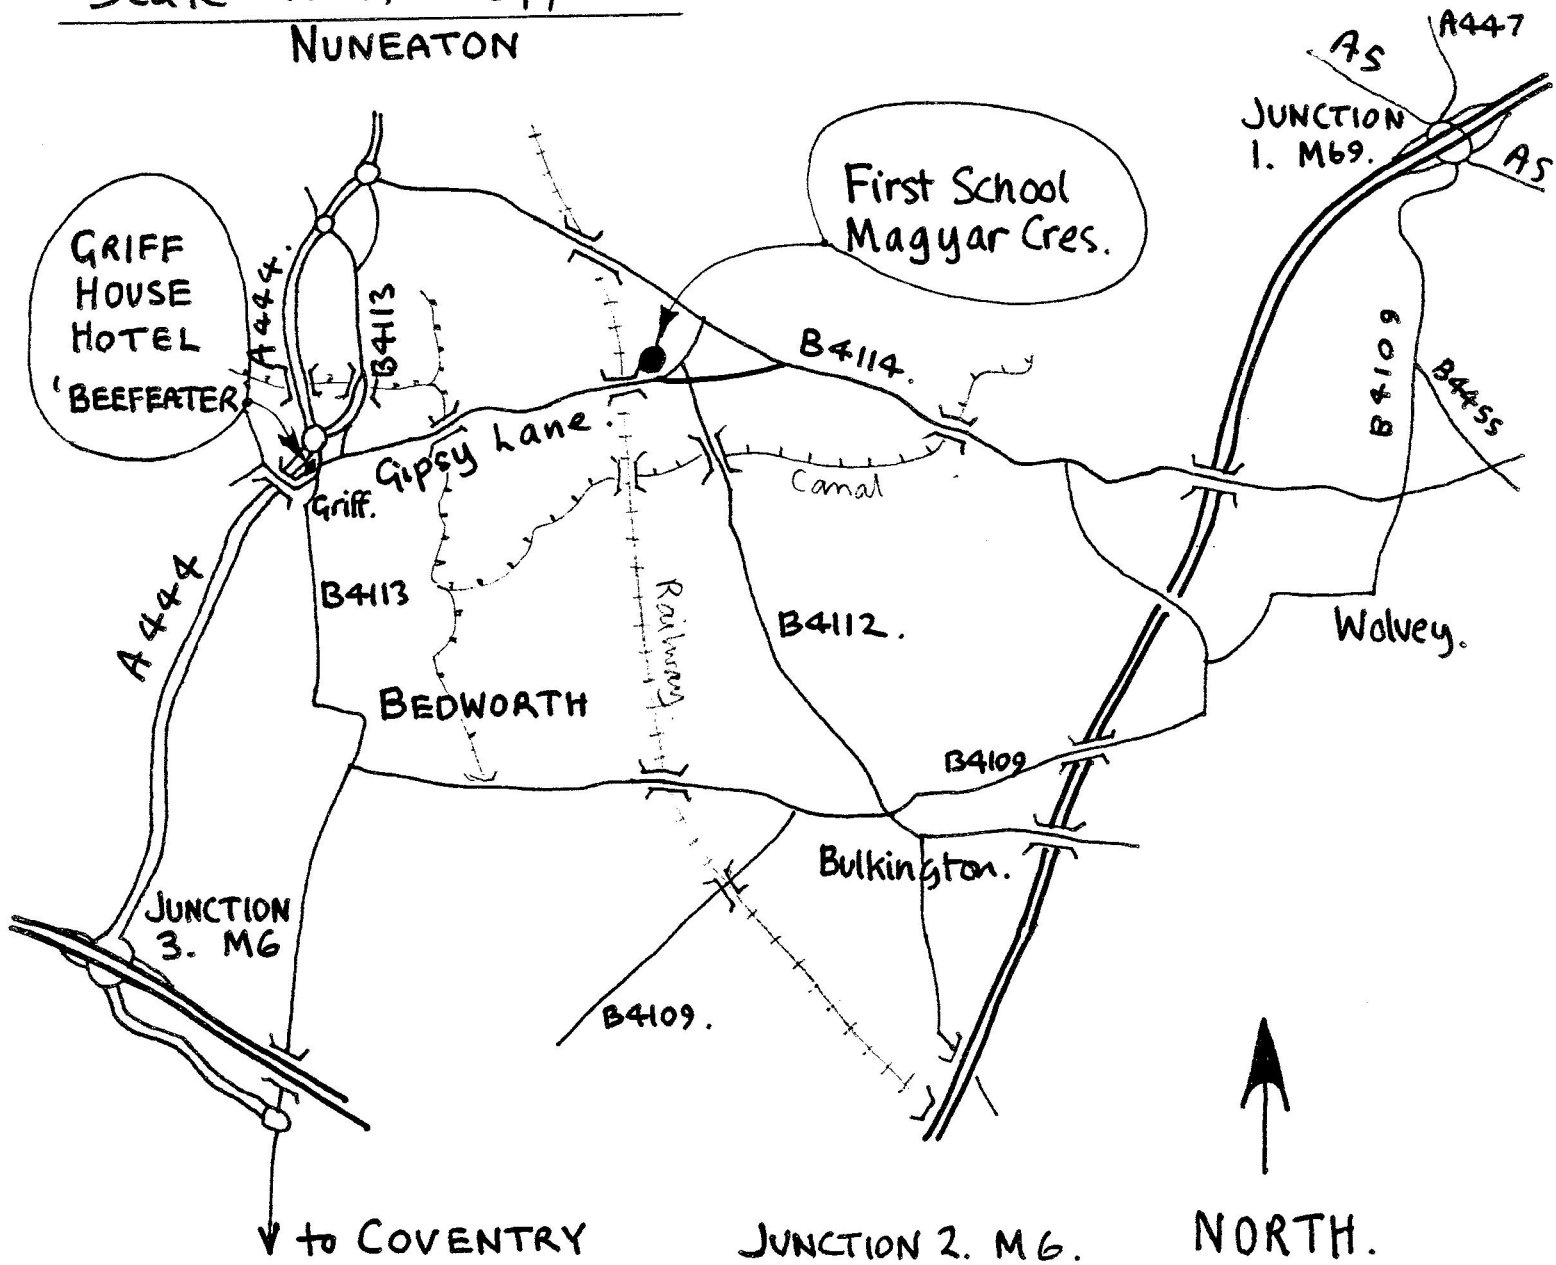 Scale
NUNEATON
A5
A447
JUNCTION
1. M69.
A5
First School
Magyar Cres.
GRIFF
HOUSE
HOTEL
'BEEFEATER
A444.
B4113
B4114.
B4109
B4455
Gipsy Lane.
Canal
Griff.
A444
B4113
Railway
B4112.
Wolvey.
BEDWORTH
B4109
Bulkington.
JUNCTION
3. M6
B4109.
to COVENTRY
JUNCTION 2. M6.
NORTH.